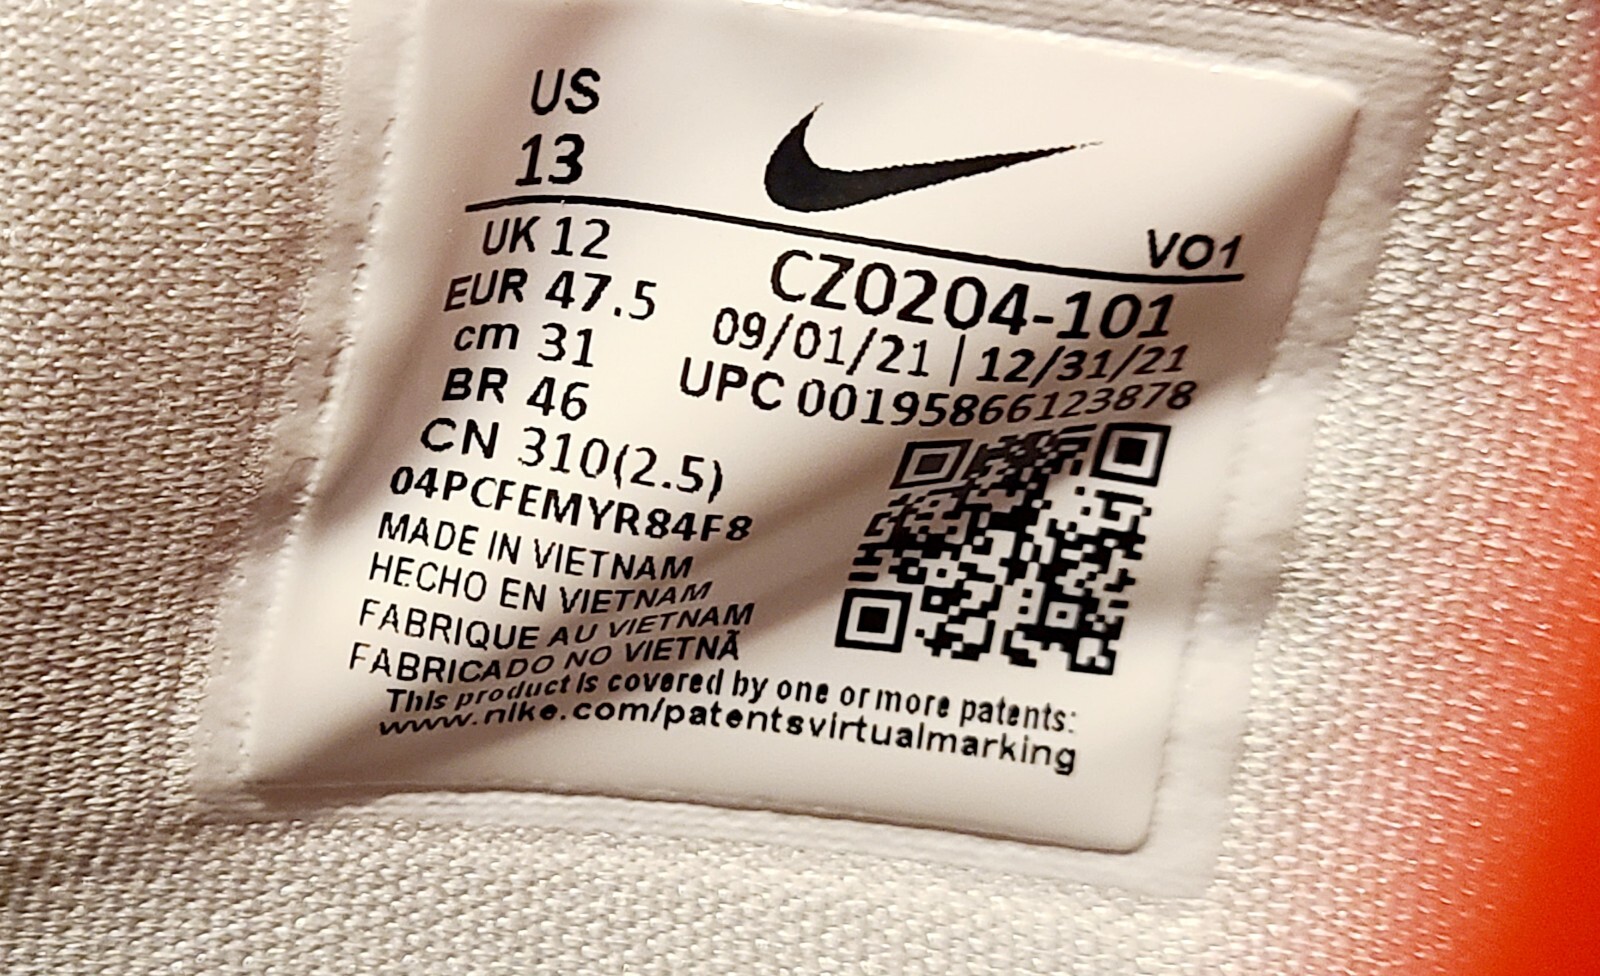 US
13
VO1
UK 12
EUR 47.5
cm 31
BR 46
CN 310(2.5)
CZ0204-101
09/01/21 | 12/31/21
UPC 00195866123878
04PCFEMYR84F8
MADE IN VIETNAM
HECHO EN VIETNAM
FABRIQUE AU VIETNAM
FABRICADO NO VIETNÃ
This product is covered by one or more patents:
www.nike.com/patentsvirtualmarking